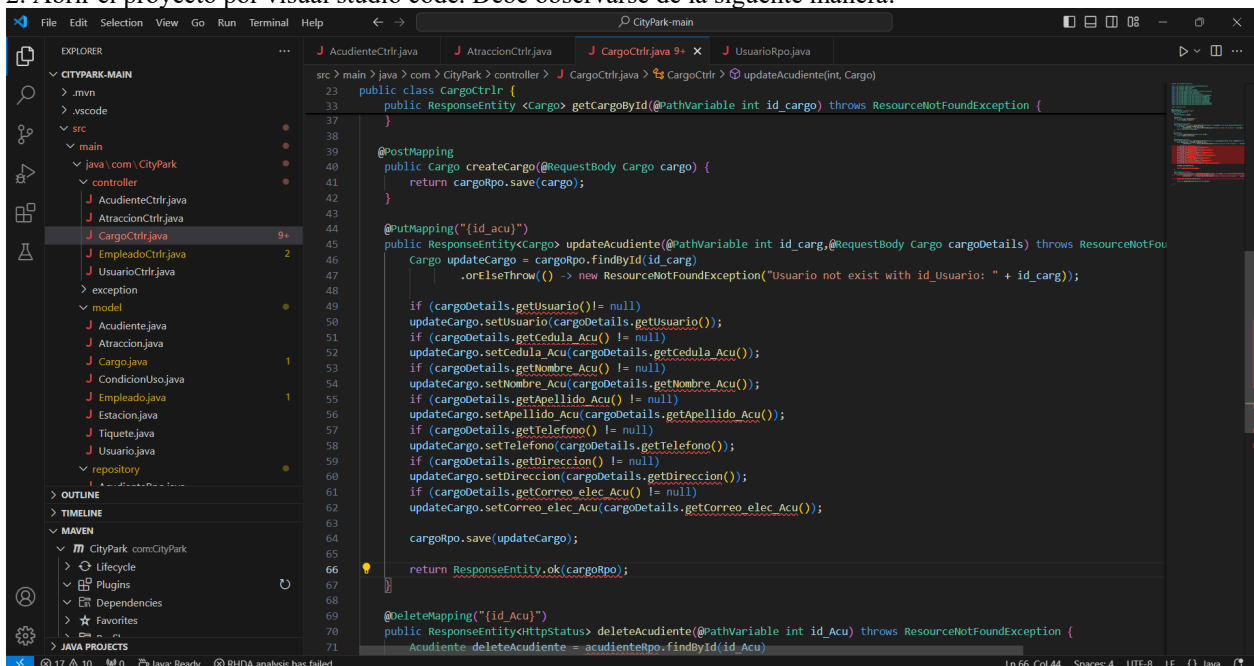 2. Abrir el proyecto por visual studio code. Debe observarse de la siguente manera:
File Edit Selection View Go Run Terminal Help
CityPark-main
EXPLORER
AcudienteCtrlr.java AtraccionCtrlr.java CargoCtrlr.java 9+ UsuarioRpo.java
src > main > java > com > CityPark > controller > CargoCtrlr.java > CargoCtrlr > updateAcudiente(int, Cargo)
CITYPARK-MAIN
> .mvn
> .vscode
src
main
java \ com \ CityPark
controller
AcudienteCtrlr.java
AtraccionCtrlr.java
CargoCtrlr.java 9+
EmpleadoCtrlr.java 2
UsuarioCtrlr.java
> exception
model
Acudiente.java
Atraccion.java
Cargo.java 1
CondicionUso.java
Empleado.java 1
Estacion.java
Tiquete.java
Usuario.java
repository
> OUTLINE
> TIMELINE
MAVEN
m CityPark com:CityPark
> Lifecycle
Plugins
> Dependencies
> Favorites
> JAVA PROJECTS
23 public class CargoCtrlr {
33 public ResponseEntity <Cargo> getCargoById(@PathVariable int id_cargo) throws ResourceNotFoundException {
37 }
38
39 @PostMapping
40 public Cargo createCargo(@RequestBody Cargo cargo) {
41 return cargoRpo.save(cargo);
42 }
43
44 @PutMapping("{id_acu}")
45 public ResponseEntity<Cargo> updateAcudiente(@PathVariable int id_carg,@RequestBody Cargo cargoDetails) throws ResourceNotFou
46 Cargo updateCargo = cargoRpo.findById(id_carg)
47 .orElseThrow(() -> new ResourceNotFoundException("Usuario not exist with id_Usuario: " + id_carg));
48
49 if (cargoDetails.getUsuario()!= null)
50 updateCargo.setUsuario(cargoDetails.getUsuario());
51 if (cargoDetails.getCedula_Acu() != null)
52 updateCargo.setCedula_Acu(cargoDetails.getCedula_Acu());
53 if (cargoDetails.getNombre_Acu() != null)
54 updateCargo.setNombre_Acu(cargoDetails.getNombre_Acu());
55 if (cargoDetails.getApellido_Acu() != null)
56 updateCargo.setApellido_Acu(cargoDetails.getApellido_Acu());
57 if (cargoDetails.getTelefono() != null)
58 updateCargo.setTelefono(cargoDetails.getTelefono());
59 if (cargoDetails.getDireccion() != null)
60 updateCargo.setDireccion(cargoDetails.getDireccion());
61 if (cargoDetails.getCorreo_elec_Acu() != null)
62 updateCargo.setCorreo_elec_Acu(cargoDetails.getCorreo_elec_Acu());
63
64 cargoRpo.save(updateCargo);
65
66 return ResponseEntity.ok(cargoRpo);
67 }
68
69 @DeleteMapping("{id_Acu}")
70 public ResponseEntity<HttpStatus> deleteAcudiente(@PathVariable int id_Acu) throws ResourceNotFoundException {
71 Acudiente deleteAcudiente = acudienteRpo.findById(id_Acu)
17 10 0 Java: Ready RHDA analysis has failed Ln 66, Col 44 Spaces: 4 UTF-8 LF {} Java